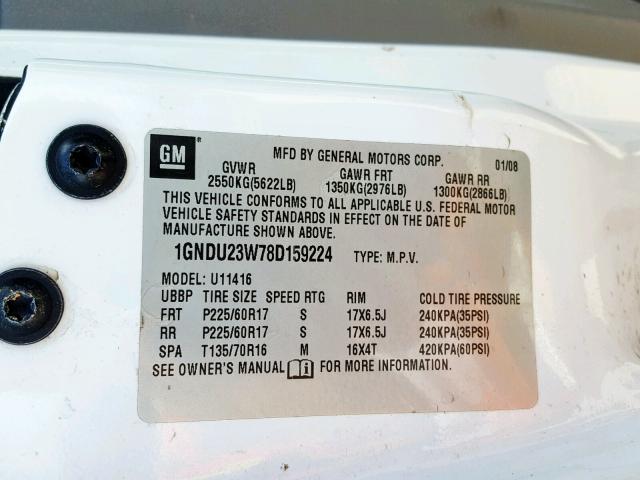 GM MFD BY GENERAL MOTORS CORP. 01/08
GVWR GAWR FRT GAWR RR
2550KG(5622LB) 1350KG(2976LB) 1300KG(2866LB)
THIS VEHICLE CONFORMS TO ALL APPLICABLE U.S. FEDERAL MOTOR
VEHICLE SAFETY STANDARDS IN EFFECT ON THE DATE OF
MANUFACTURE SHOWN ABOVE.
1GNDU23W78D159224 TYPE: M.P.V.
MODEL: U11416
UBBP TIRE SIZE SPEED RTG RIM COLD TIRE PRESSURE
FRT P225/60R17 S 17X6.5J 240KPA(35PSI)
RR P225/60R17 S 17X6.5J 240KPA(35PSI)
SPA T135/70R16 M 16X4T 420KPA(60PSI)
SEE OWNER'S MANUAL FOR MORE INFORMATION.